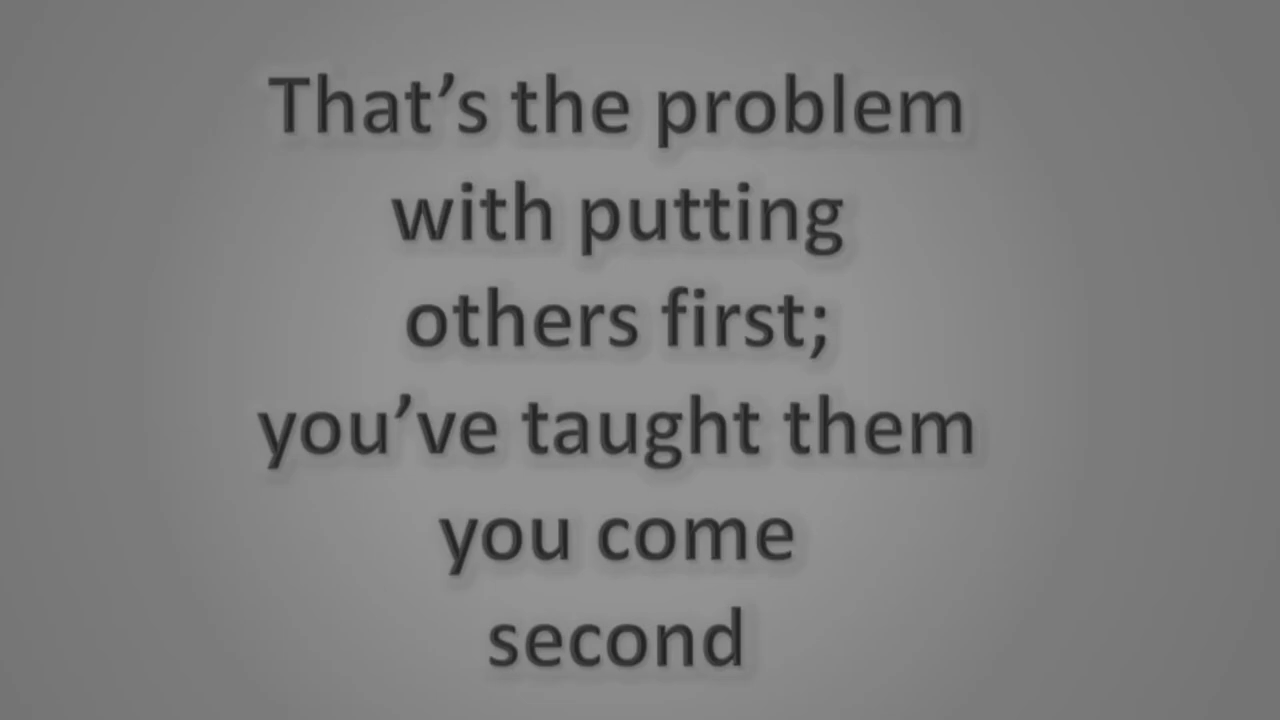 That’s the problem
with putting
others first;
you’ve taught them
you come
second